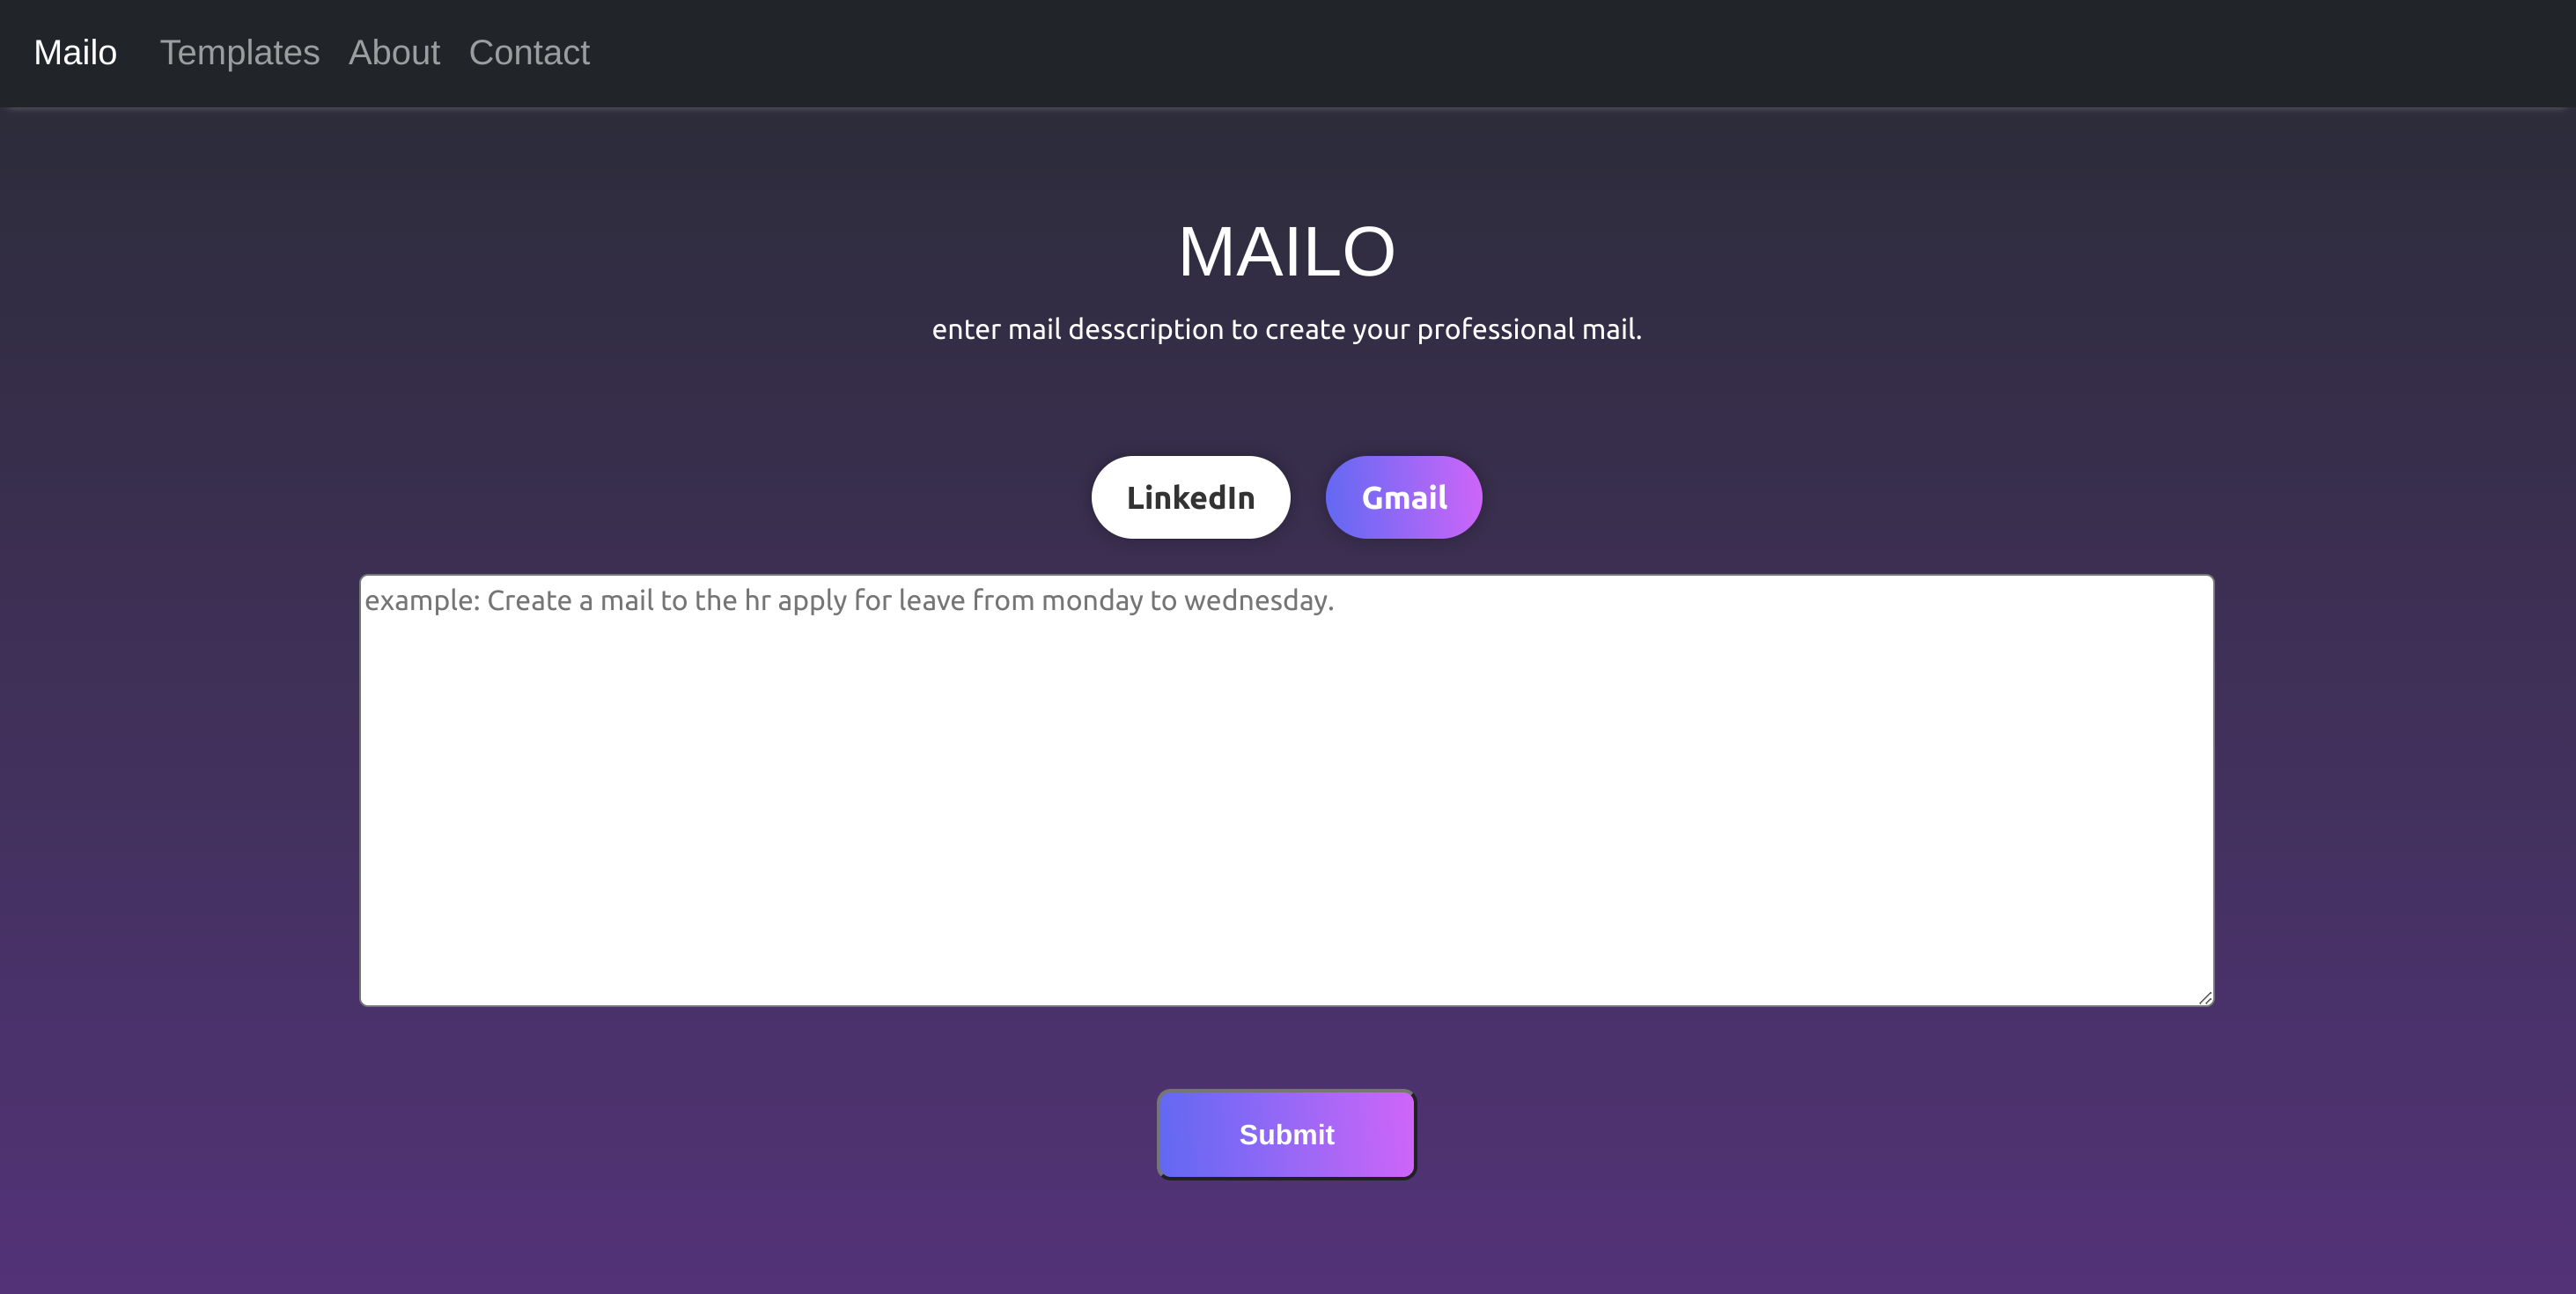 Mailo Templates About Contact
MAILO
enter mail desscription to create your professional mail.
LinkedIn Gmail
example: Create a mail to the hr apply for leave from monday to wednesday.
Submit